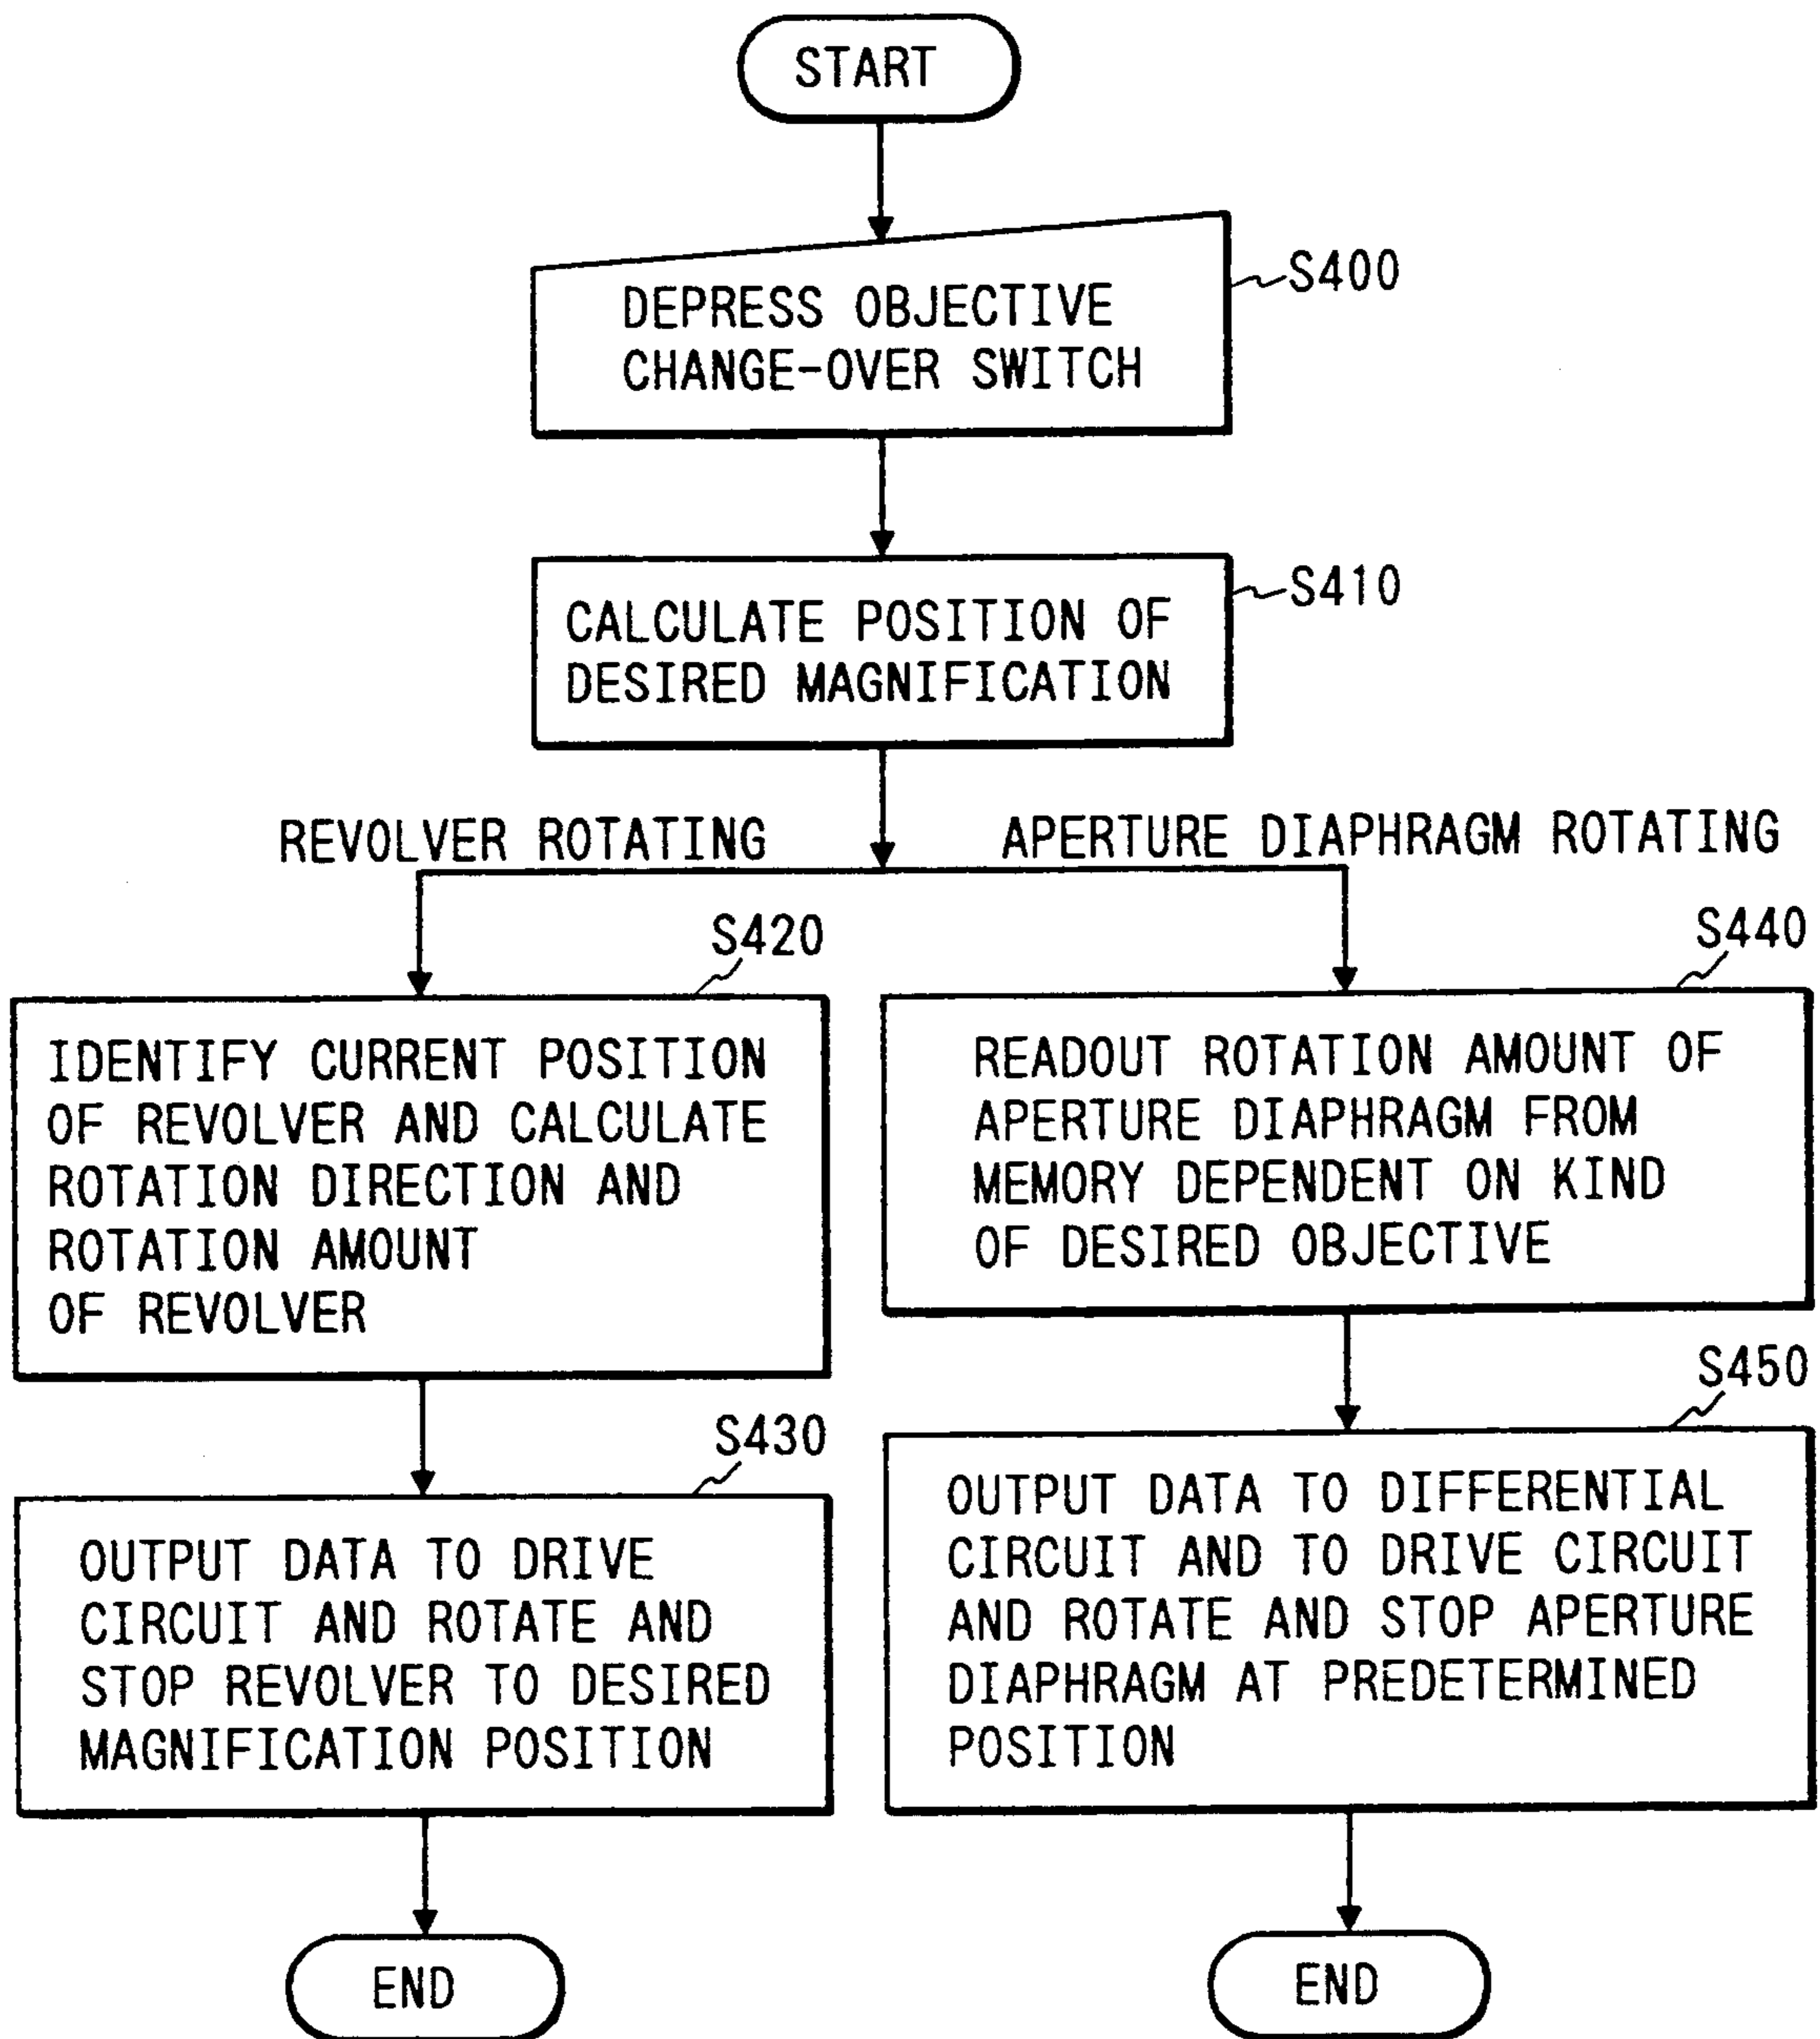 START
DEPRESS OBJECTIVE
CHANGE-OVER SWITCH
S400
CALCULATE POSITION OF
DESIRED MAGNIFICATION
S410
REVOLVER ROTATING
APERTURE DIAPHRAGM ROTATING
S420
IDENTIFY CURRENT POSITION
OF REVOLVER AND CALCULATE
ROTATION DIRECTION AND
ROTATION AMOUNT
OF REVOLVER
S430
OUTPUT DATA TO DRIVE
CIRCUIT AND ROTATE AND
STOP REVOLVER TO DESIRED
MAGNIFICATION POSITION
END
S440
READOUT ROTATION AMOUNT OF
APERTURE DIAPHRAGM FROM
MEMORY DEPENDENT ON KIND
OF DESIRED OBJECTIVE
S450
OUTPUT DATA TO DIFFERENTIAL
CIRCUIT AND TO DRIVE CIRCUIT
AND ROTATE AND STOP APERTURE
DIAPHRAGM AT PREDETERMINED
POSITION
END